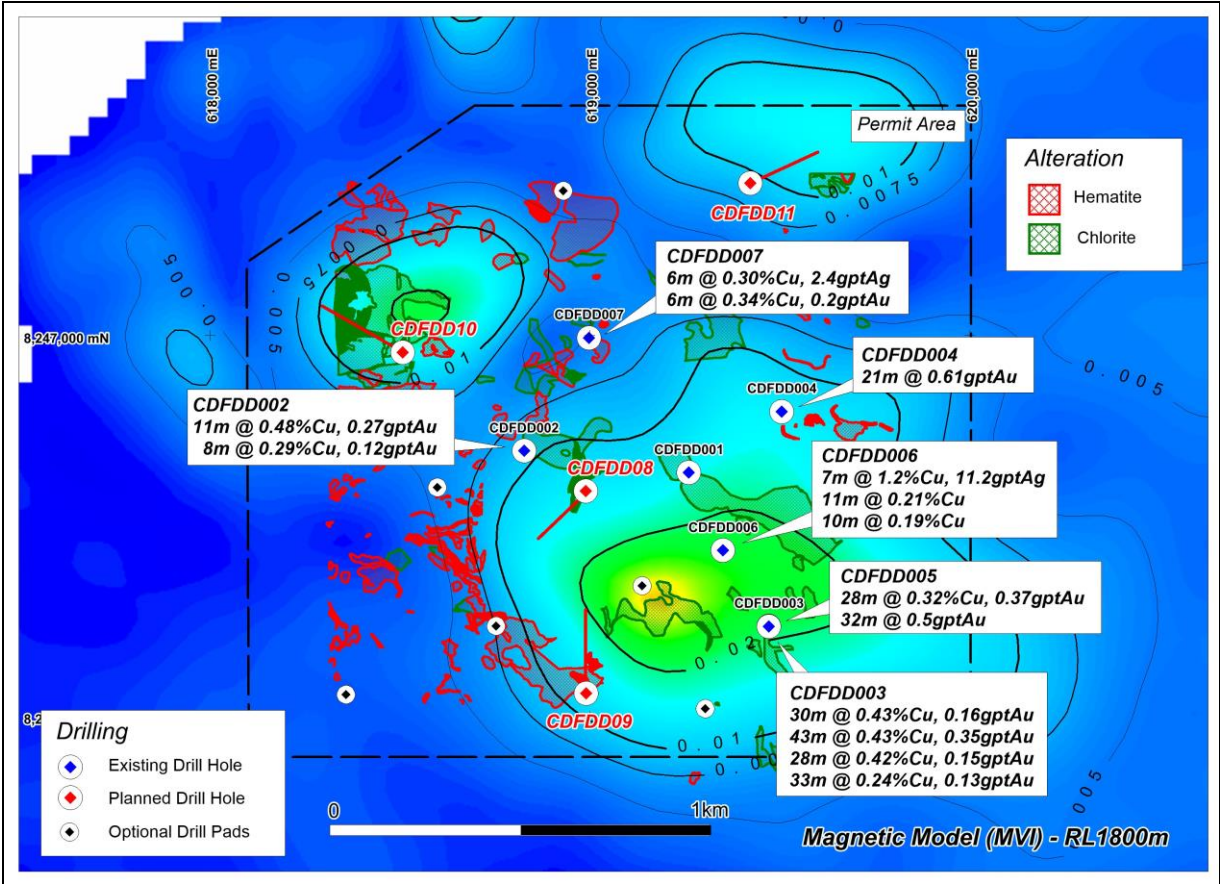 618,000 mE
619,000 mE
620,000 mE
Permit Area
Alteration
Hematite
Chlorite
0.01
0.0075
CDFDD11
CDFDD007
6m @ 0.30%Cu, 2.4gptAg
6m @ 0.34%Cu, 0.2gptAu
0.0075
0.005
0.005
0.01
8,247,000 mN
CDFDD10
CDFDD007
0.005
CDFDD004
21m @ 0.61gptAu
CDFDD002
11m @ 0.48%Cu, 0.27gptAu
8m @ 0.29%Cu, 0.12gptAu
CDFDD004
CDFDD002
CDFDD001
CDFDD08
CDFDD006
7m @ 1.2%Cu, 11.2gptAg
11m @ 0.21%Cu
10m @ 0.19%Cu
CDFDD006
CDFDD005
28m @ 0.32%Cu, 0.37gptAu
32m @ 0.5gptAu
CDFDD003
0.02
CDFDD003
30m @ 0.43%Cu, 0.16gptAu
43m @ 0.43%Cu, 0.35gptAu
28m @ 0.42%Cu, 0.15gptAu
33m @ 0.24%Cu, 0.13gptAu
CDFDD09
0.01
005
Drilling
Existing Drill Hole
Planned Drill Hole
Optional Drill Pads
0
1km
Magnetic Model (MVI) - RL1800m